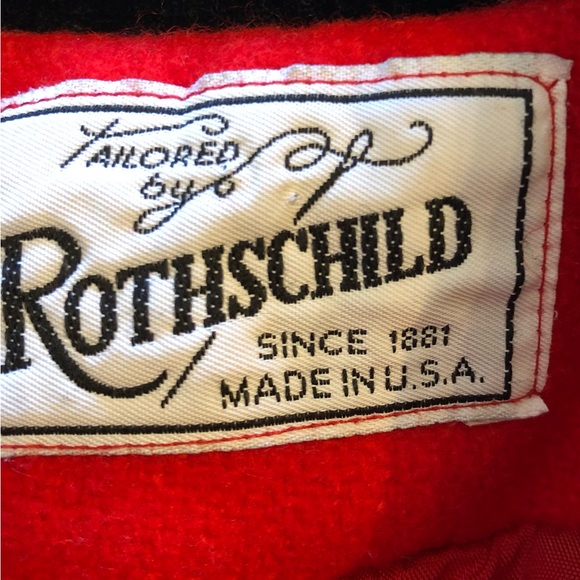 TAILORED
by
ROTHSCHILD
SINCE 1881
MADE IN U.S.A.